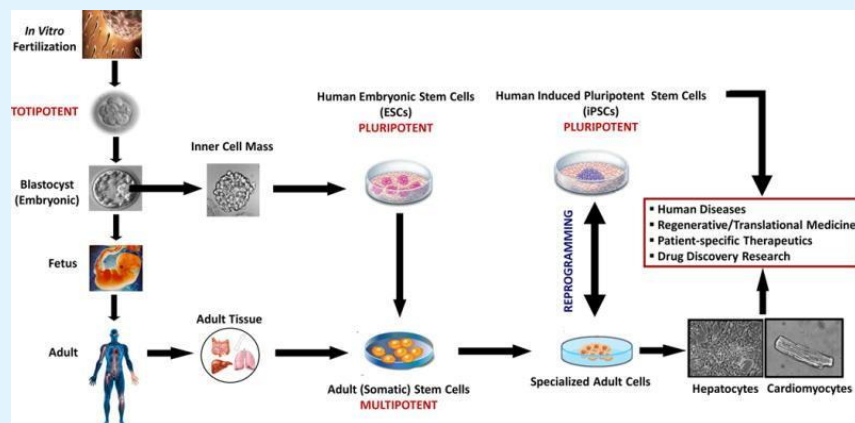 In Vitro
Fertilization
TOTIPOTENT
Blastocyst
(Embryonic)
Fetus
Adult
Inner Cell Mass
Adult Tissue
Human Embryonic Stem Cells
(ESCs)
PLURIPOTENT
Adult (Somatic) Stem Cells
MULTIPOTENT
Human Induced Pluripotent Stem Cells
(iPSCs)
PLURIPOTENT
REPROGRAMMING
Specialized Adult Cells
▪ Human Diseases
▪ Regenerative/Translational Medicine
▪ Patient-specific Therapeutics
▪ Drug Discovery Research
Hepatocytes Cardiomyocytes